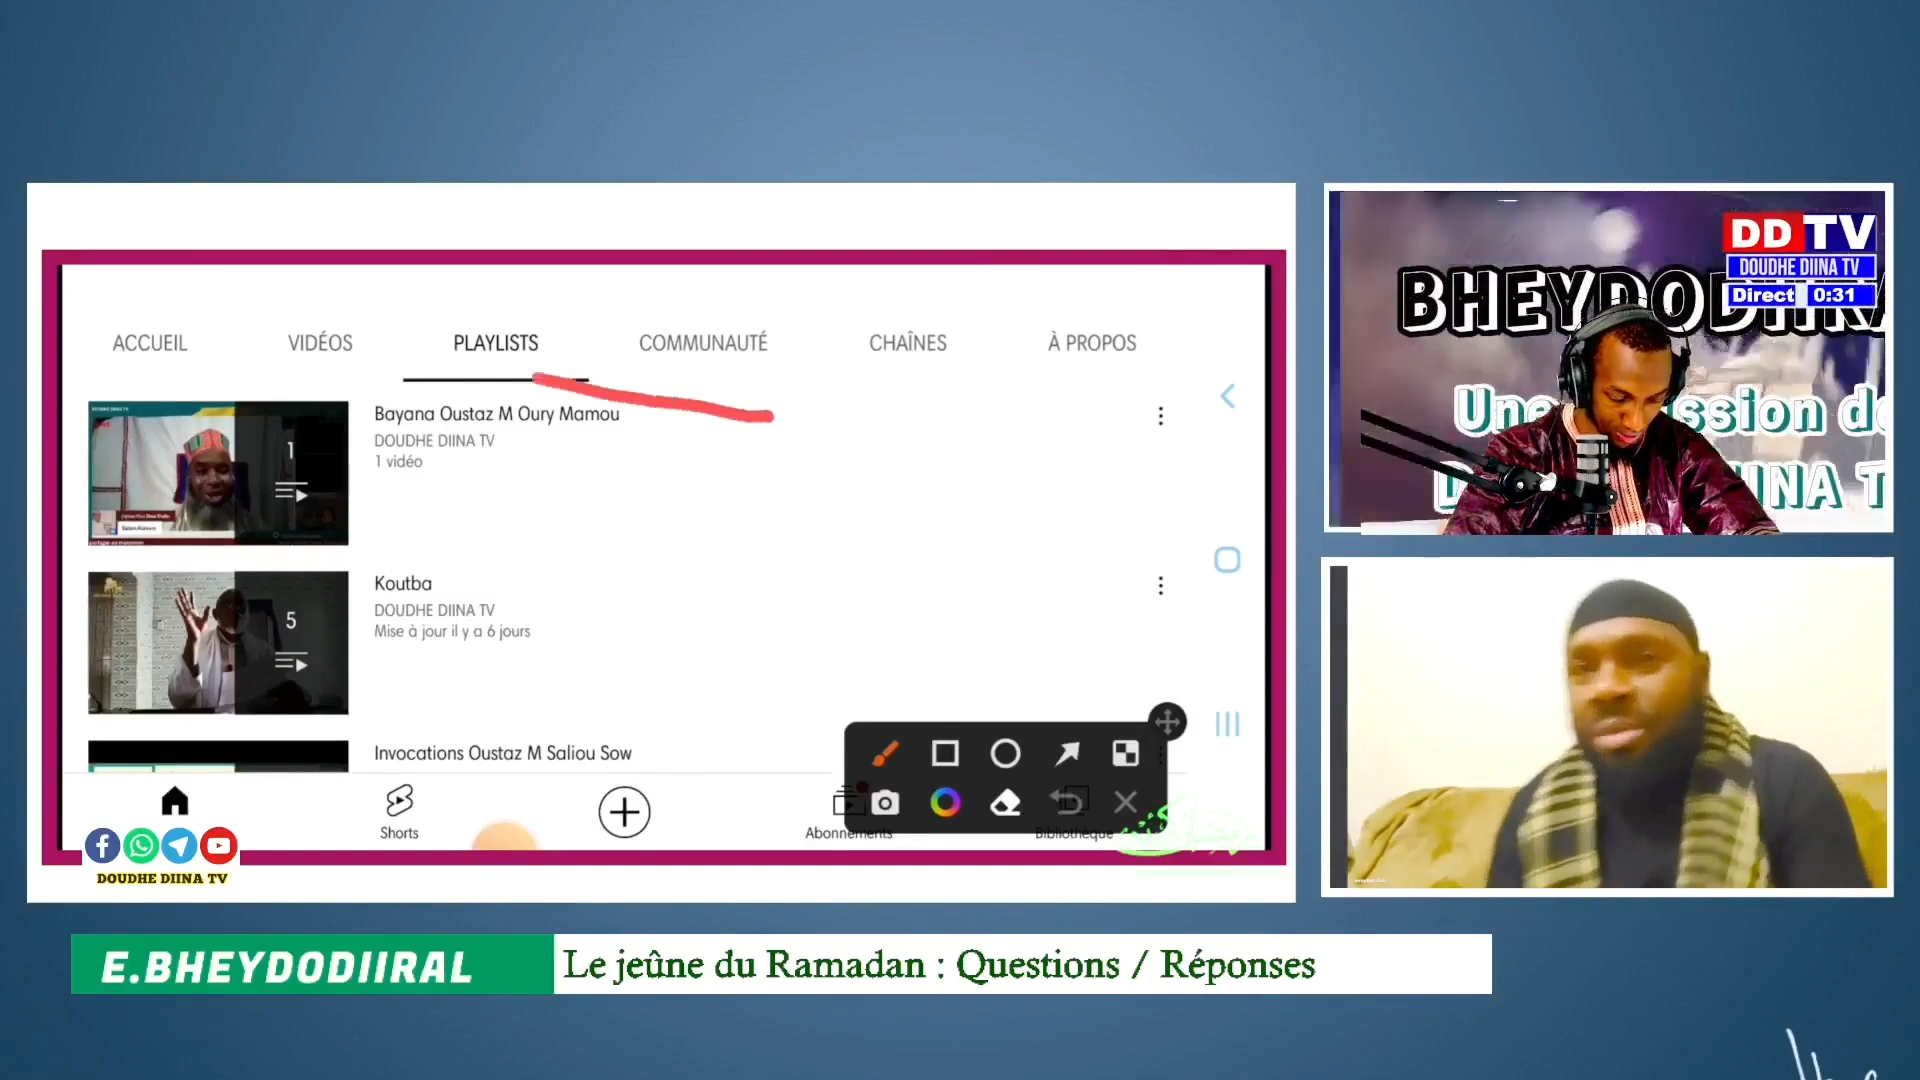 ACCUEIL
VIDÉOS
PLAYLISTS
COMMUNAUTÉ
CHAÎNES
À PROPOS
1
Bayana Oustaz M Oury Mamou
DOUDHE DIINA TV
1 vidéo
5
Koutba
DOUDHE DIINA TV
Mise à jour il y a 6 jours
Invocations Oustaz M Saliou Sow
Shorts
Abonnements
Bibliothèque
DOUDHE DIINA TV
DD TV
DOUDHE DIINA TV
Direct 0:31
E.BHEYDODIIRAL
Le jeûne du Ramadan : Questions / Réponses